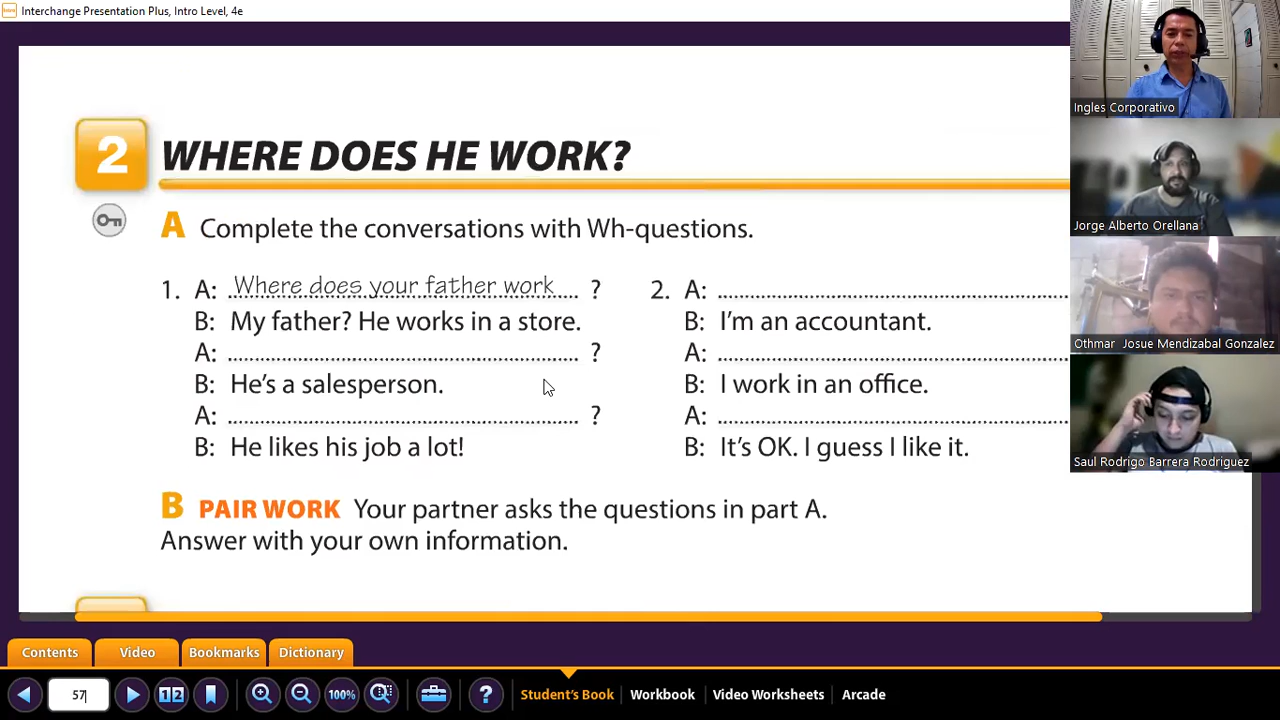 Interchange Presentation Plus, Intro Level, 4e
2 WHERE DOES HE WORK?
A Complete the conversations with Wh-questions.
1. A: Where does your father work ?
B: My father? He works in a store.
A: ?
B: He's a salesperson.
A: ?
B: He likes his job a lot!
2. A:
B: I'm an accountant.
A:
B: I work in an office.
A:
B: It's OK. I guess I like it.
B PAIR WORK Your partner asks the questions in part A.
Answer with your own information.
Ingles Corporativo
Jorge Alberto Orellana
Othmar Josue Mendizabal Gonzalez
Saul Rodrigo Barrera Rodriguez
Contents Video Bookmarks Dictionary
57 1 2 100% ? Student's Book Workbook Video Worksheets Arcade